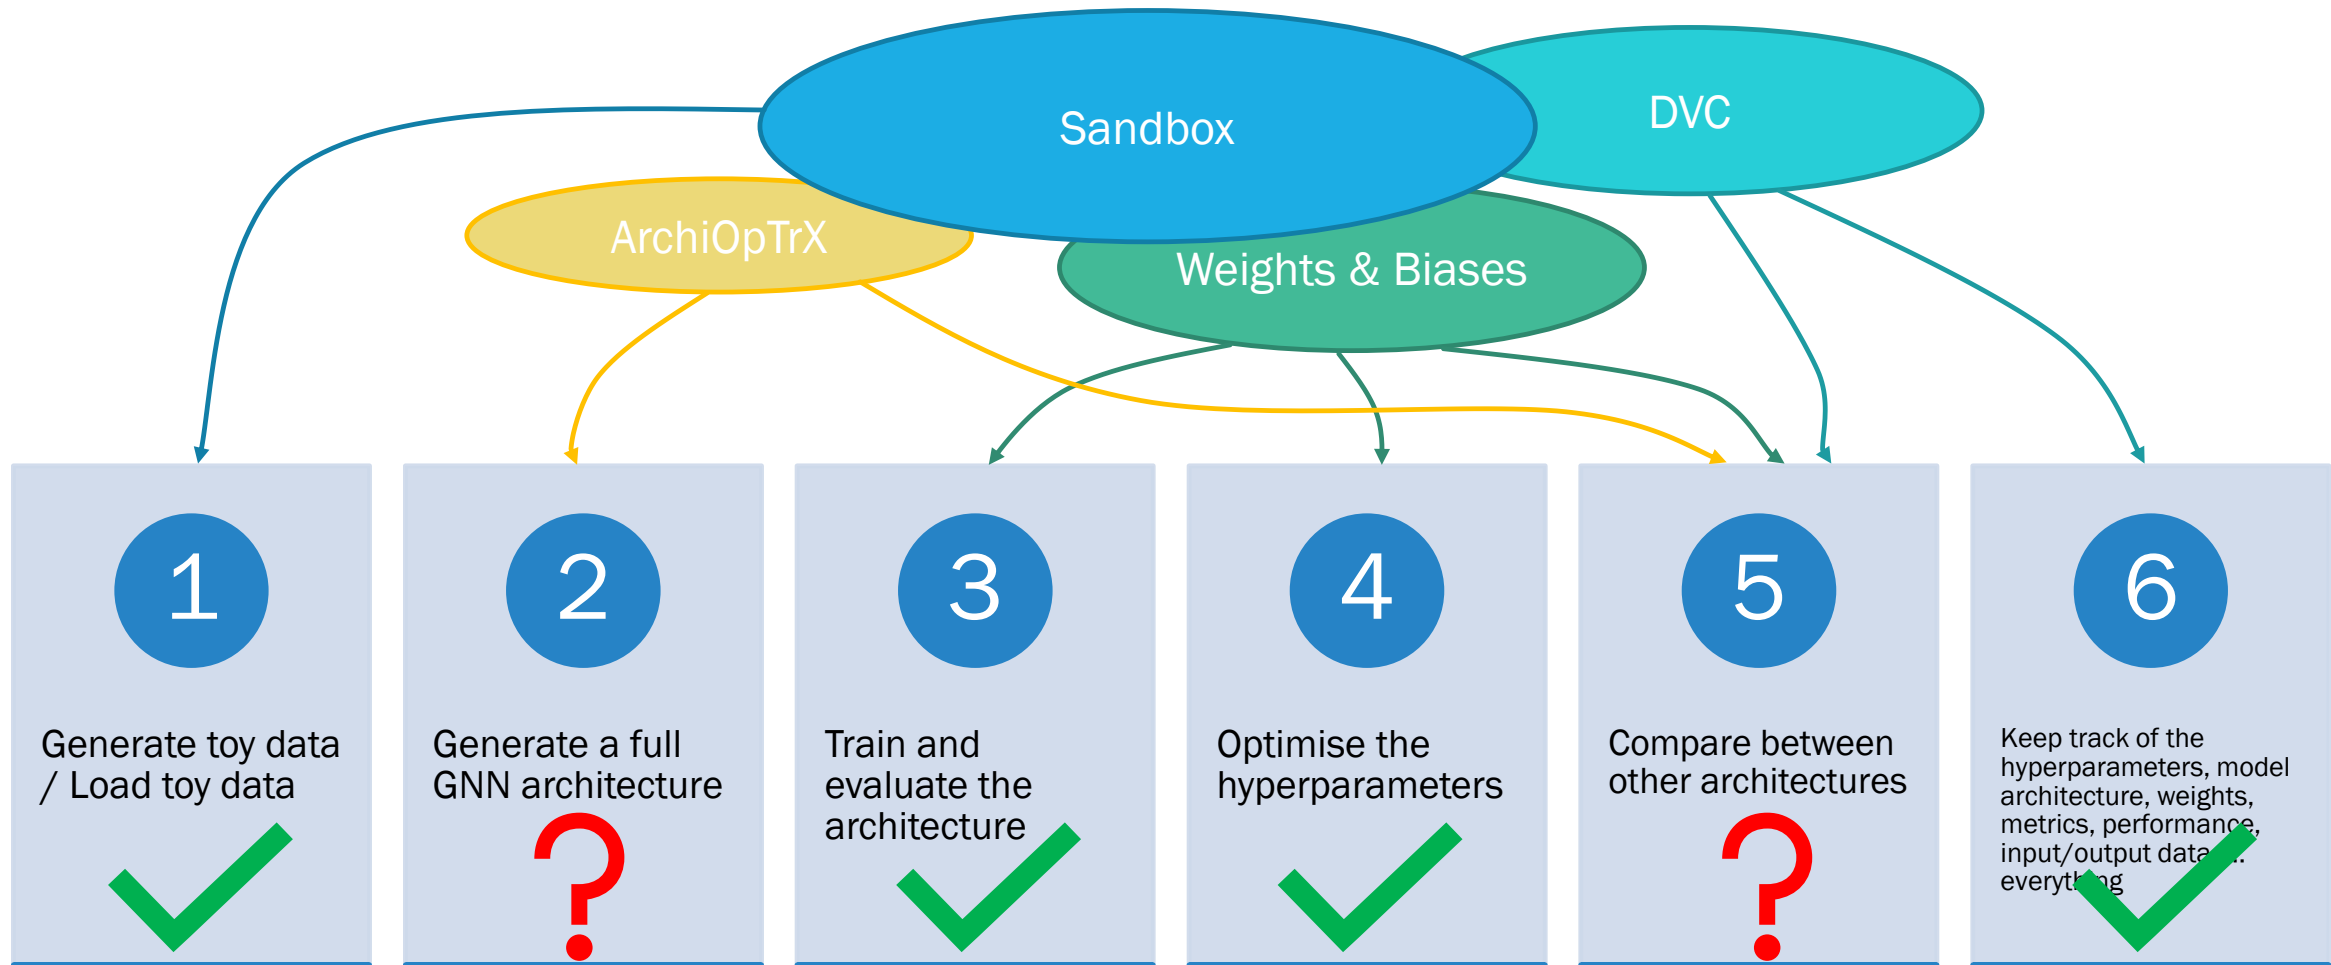 Sandbox
DVC
ArchiOpTrX
Weights & Biases
1
2
3
4
5
6
Generate toy data
/ Load toy data
Generate a full
GNN architecture
Train and
evaluate the
architecture
Optimise the
hyperparameters
Compare between
other architectures
Keep track of the
hyperparameters, model
architecture, weights,
metrics, performance,
input/output data...
everything